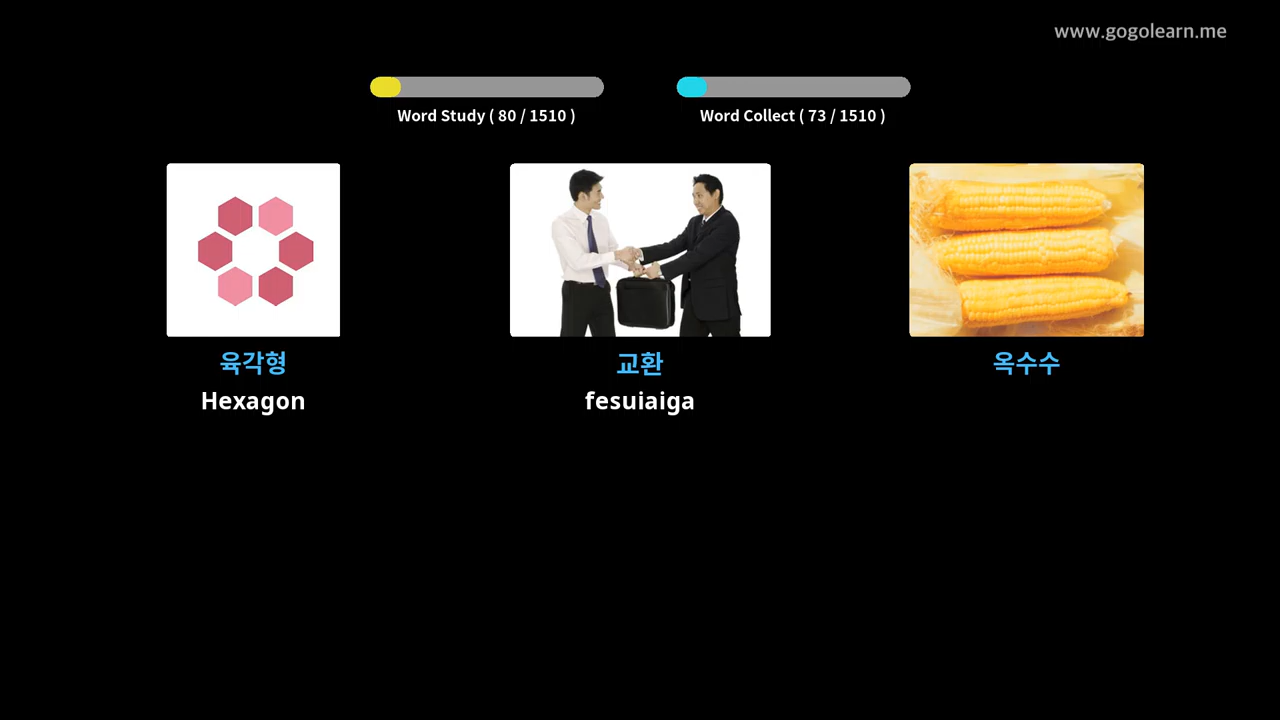 www.gogolearn.me
Word Study ( 80 / 1510 )
Word Collect ( 73 / 1510 )
육각형
Hexagon
교환
fesuiaiga
옥수수